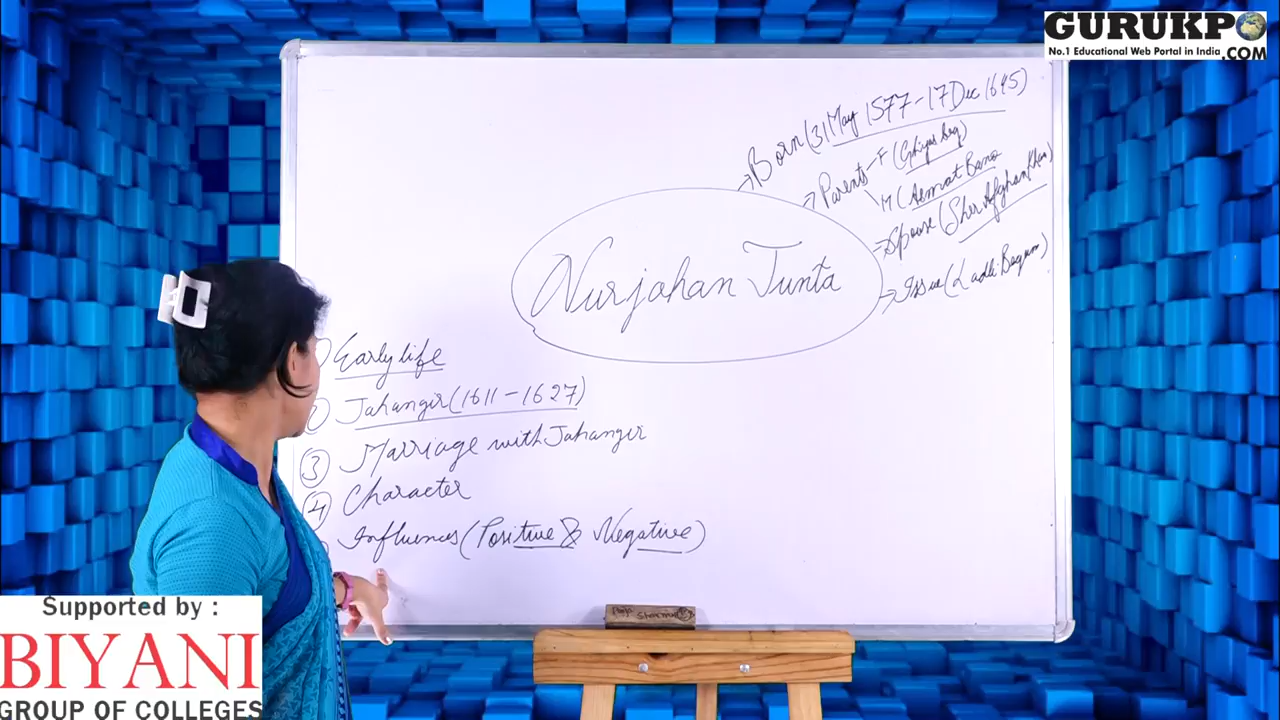 GURUKPO
No.1 Educational Web Portal in India
.COM
Born (31 May 1577 - 17 Dec 1645)
Parents - F (Ghiyas Beg)
M (Asmat Bano
Spouse (Sher Afghan Khan)
Issue (Ladli Begum)
Nurjahan Junta
Early life
2 Jahangir (1611 - 1627)
3 Marriage with Jahangir
4 Character
Influences (Positive & Negative)
Supported by :
BIYANI
GROUP OF COLLEGES